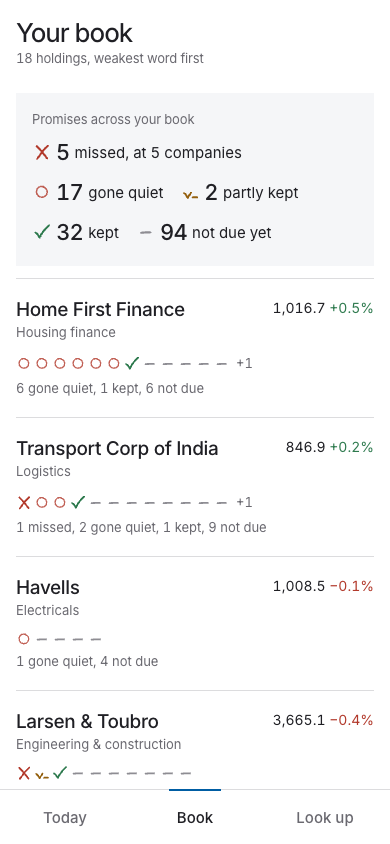 Your book
18 holdings, weakest word first
Promises across your book
5 missed, at 5 companies
17 gone quiet 2 partly kept
32 kept 94 not due yet
Home First Finance 1,016.7 +0.5%
Housing finance
+1
6 gone quiet, 1 kept, 6 not due
Transport Corp of India 846.9 +0.2%
Logistics
+1
1 missed, 2 gone quiet, 1 kept, 9 not due
Havells 1,008.5 −0.1%
Electricals
1 gone quiet, 4 not due
Larsen & Toubro 3,665.1 −0.4%
Engineering & construction
Today Book Look up